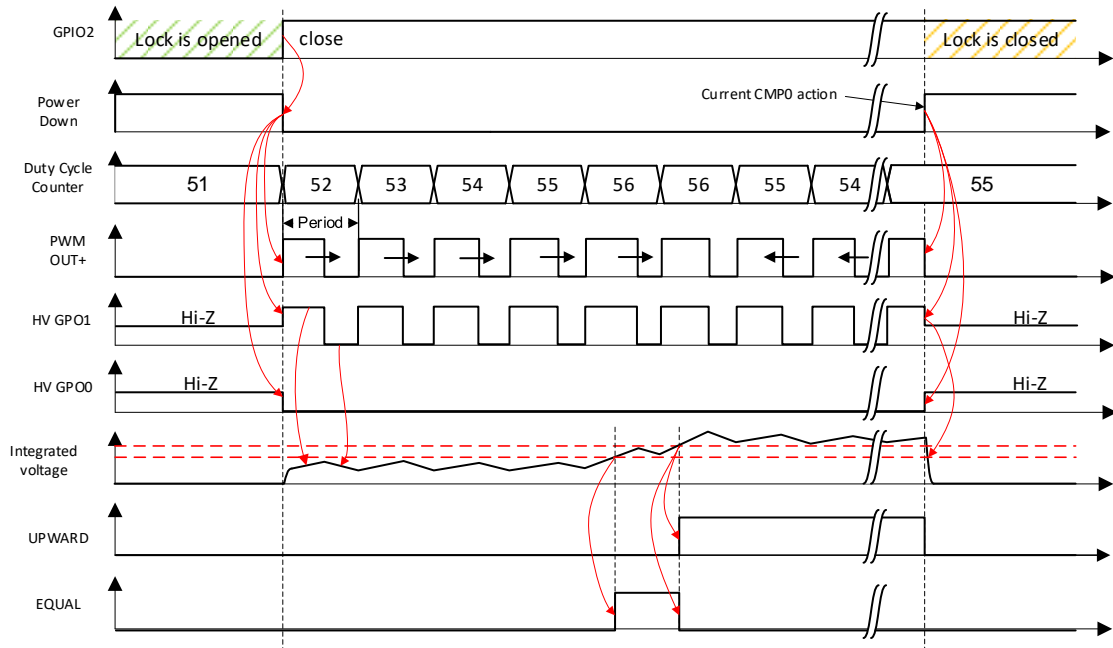 GPIO2
Lock is opened
close
Lock is closed
Power
Down
Current CMP0 action
Duty Cycle
Counter
51 52 53 54 55 56 56 55 54 55
Period
PWM
OUT+
HV GPO1
Hi-Z Hi-Z
HV GPO0
Hi-Z Hi-Z
Integrated
voltage
UPWARD
EQUAL